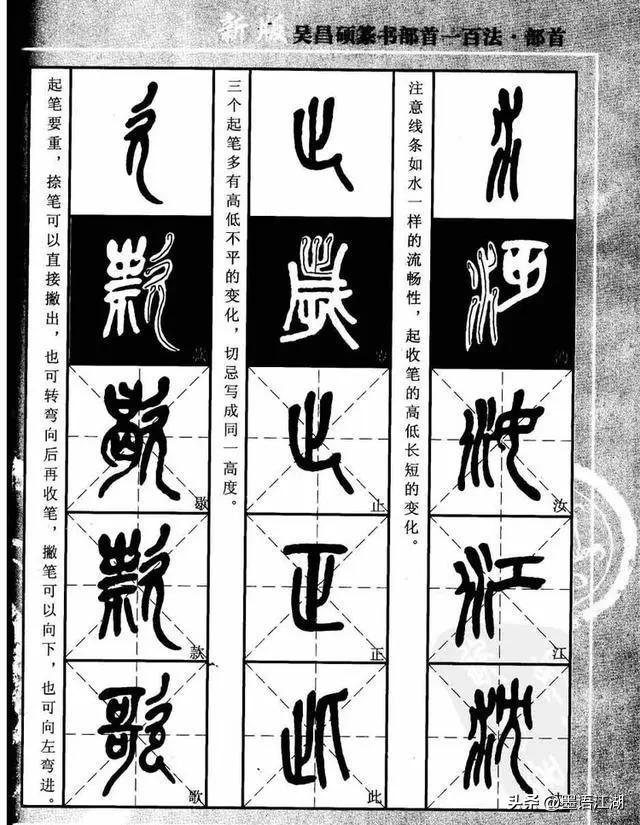 新版 吴昌硕篆书部首一百法·部首
汝
江
注意线条如水一样的流畅性，起收笔的高低长短的变化。
岁
止
正
此
三个起笔多有高低不平的变化，切忌写成同一高度。
款
歇
款
歌
起笔要重，捺笔可以直接撇出，也可转弯向后再收笔，撇笔可以向下，也可向左弯进。
头条 @墨语江湖